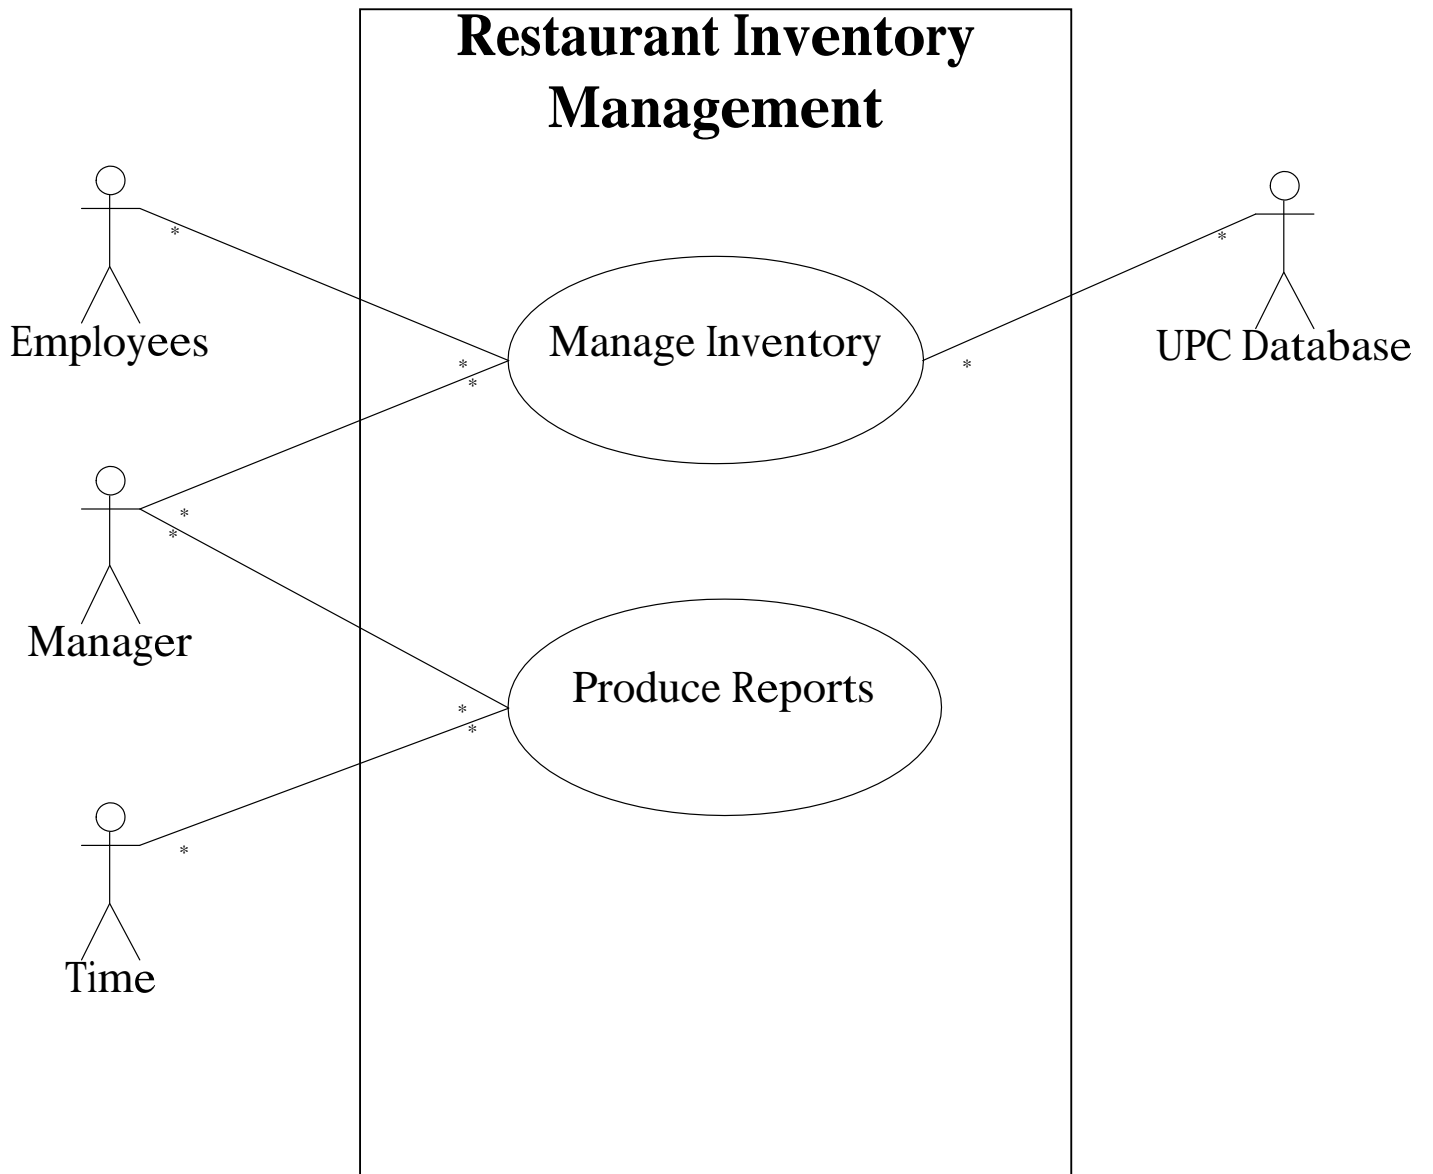 Restaurant Inventory
Management
*
*
Employees
Manage Inventory
UPC Database
*
*
*
*
*
Manager
Produce Reports
*
*
*
Time